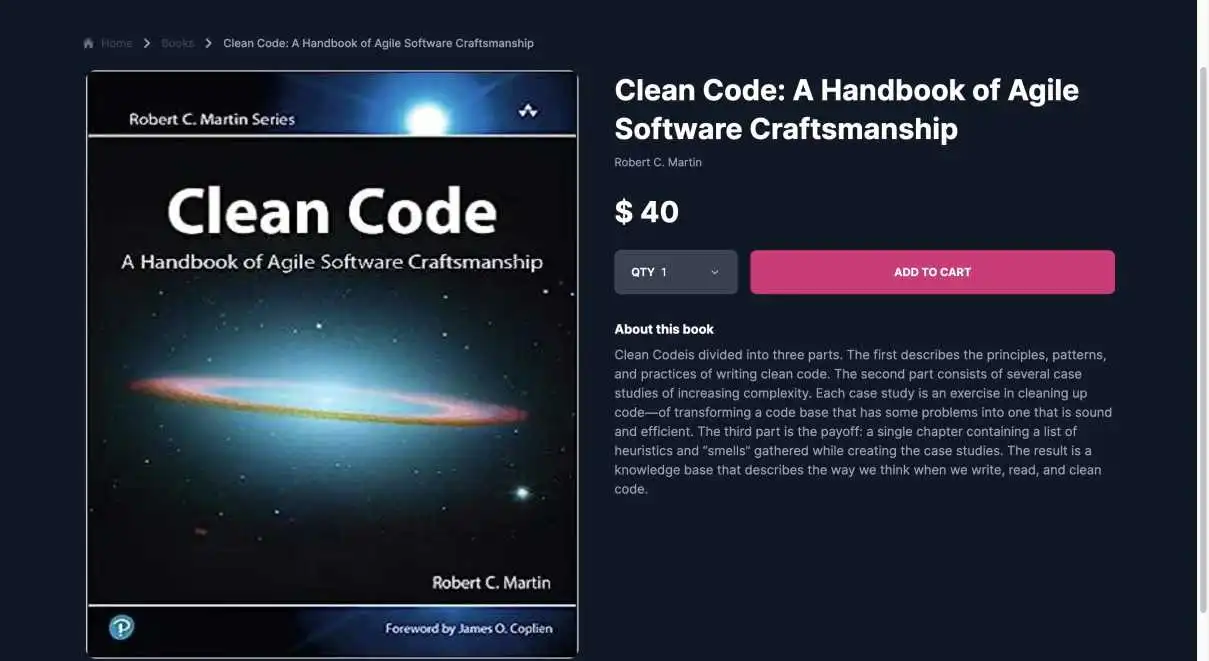 Home > Books > Clean Code: A Handbook of Agile Software Craftsmanship
Robert C. Martin Series
Clean Code
A Handbook of Agile Software Craftsmanship
Robert C. Martin
Foreword by James O. Coplien
Clean Code: A Handbook of Agile
Software Craftsmanship
Robert C. Martin
$ 40
QTY 1
ADD TO CART
About this book
Clean Codeis divided into three parts. The first describes the principles, patterns,
and practices of writing clean code. The second part consists of several case
studies of increasing complexity. Each case study is an exercise in cleaning up
code—of transforming a code base that has some problems into one that is sound
and efficient. The third part is the payoff: a single chapter containing a list of
heuristics and “smells” gathered while creating the case studies. The result is a
knowledge base that describes the way we think when we write, read, and clean
code.